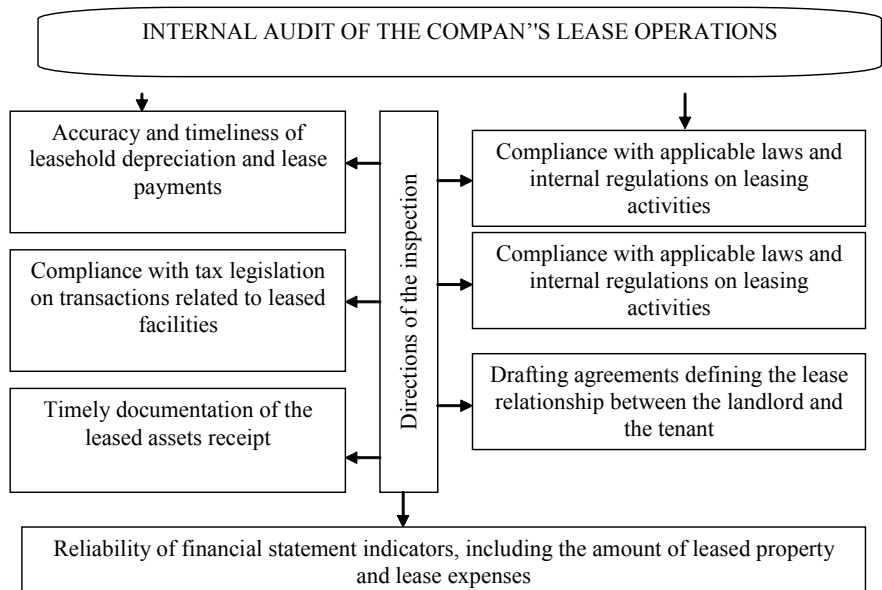 INTERNAL AUDIT OF THE COMPAN’'S LEASE OPERATIONS
Accuracy and timeliness of
leasehold depreciation and lease
payments
Compliance with tax legislation
on transactions related to leased
facilities
Timely documentation of the
leased assets receipt
Directions of the inspection
Compliance with applicable laws and
internal regulations on leasing
activities
Compliance with applicable laws and
internal regulations on leasing
activities
Drafting agreements defining the lease
relationship between the landlord and
the tenant
Reliability of financial statement indicators, including the amount of leased property
and lease expenses